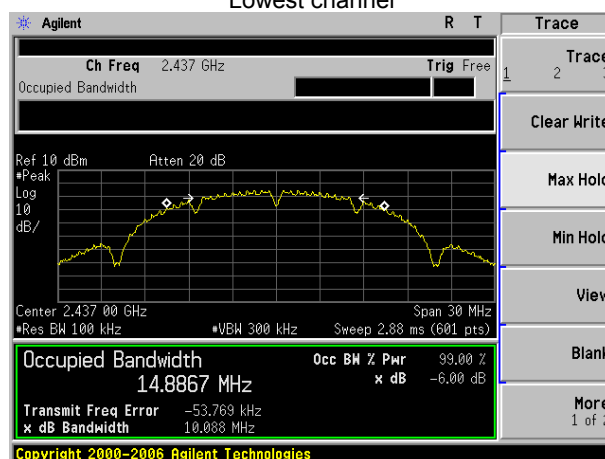 Lowest channel
Agilent R T Trace
Ch Freq 2.437 GHz Trig Free
Occupied Bandwidth
Trace
1 2
Clear Write
Ref 10 dBm Atten 20 dB
#Peak
Log
10
dB/
Max Hold
Min Hold
View
Center 2.437 00 GHz Span 30 MHz
#Res BW 100 kHz #VBW 300 kHz Sweep 2.88 ms (601 pts)
Occupied Bandwidth Occ BW % Pwr 99.00 %
14.8867 MHz x dB -6.00 dB
Blank
Transmit Freq Error -53.769 kHz
x dB Bandwidth 10.088 MHz
More
1 of 2
Copyright 2000-2006 Agilent Technologies